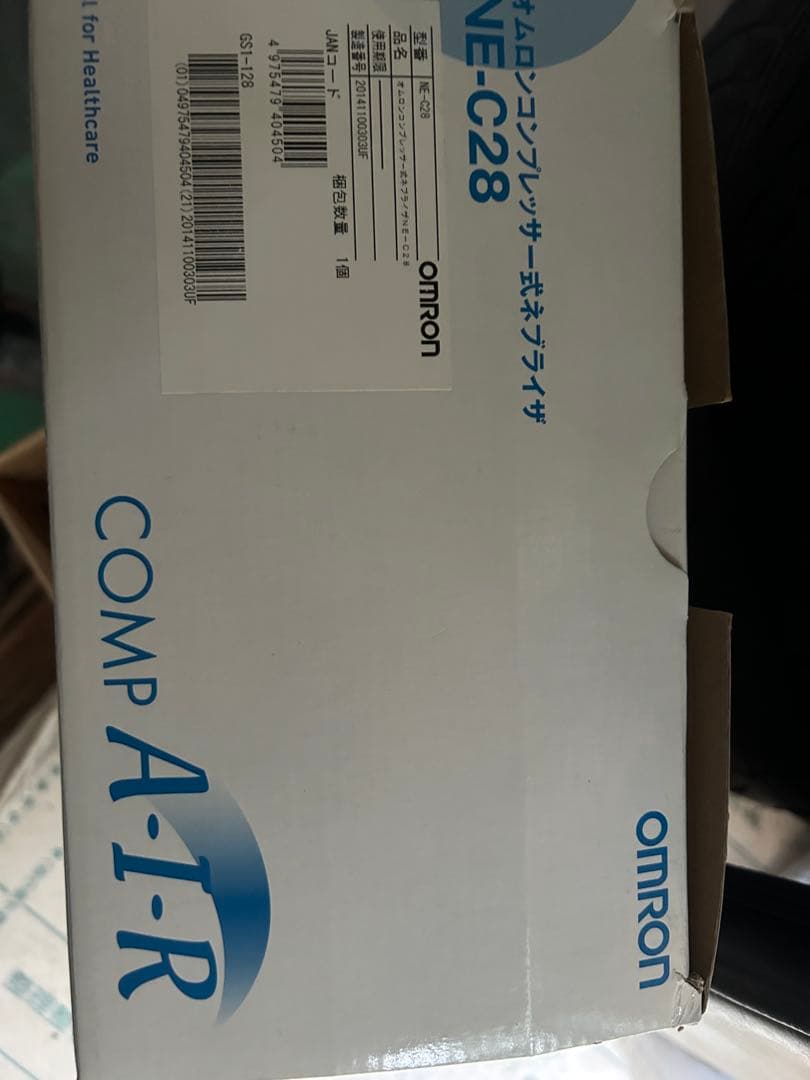 オムロンコンプレッサー式ネブライザ
NE-C28
OMRON
型番 NE-C28
品名 オムロンコンプレッサー式ネブライザNE-C28
使用期限
製造番号 20141100303UF
JANコード 梱包数量 1個
4 975479 404504
GS1-128
(01)04975479404504(21)20141100303UF
for Healthcare
OMRON
COMP A・I・R